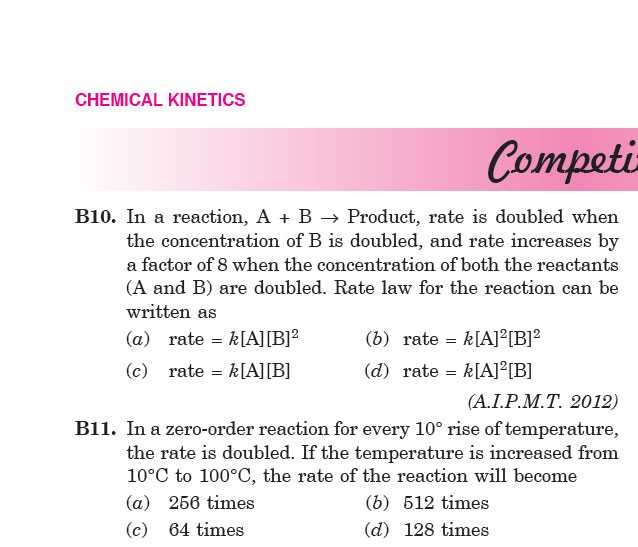 CHEMICAL KINETICS
B10. In a reaction, A + B → Product, rate is doubled when
the concentration of B is doubled, and rate increases by
a factor of 8 when the concentration of both the reactants
(A and B) are doubled. Rate law for the reaction can be
written as
(a) rate = k[A][B]² (b) rate = k[A]²[B]²
(c) rate = k[A][B] (d) rate = k[A]²[B]
(A.I.P.M.T. 2012)
B11. In a zero-order reaction for every 10° rise of temperature,
the rate is doubled. If the temperature is increased from
10°C to 100°C, the rate of the reaction will become
(a) 256 times (b) 512 times
(c) 64 times (d) 128 times